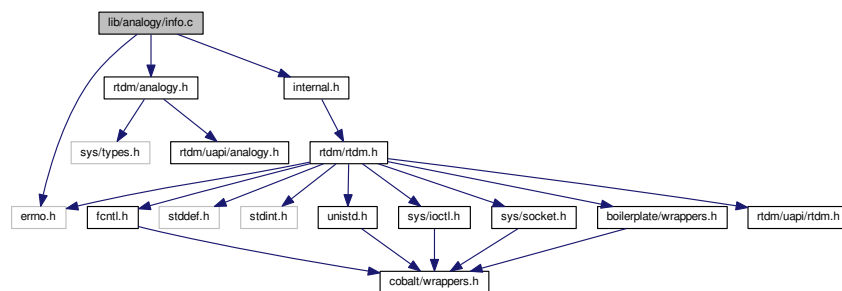 lib/analogy/info.c
rtdm/analogy.h
internal.h
sys/types.h
rtdm/uapi/analogy.h
rtdm/rtdm.h
errno.h
fcntl.h
stddef.h
stdint.h
unistd.h
sys/ioctl.h
sys/socket.h
boilerplate/wrappers.h
rtdm/uapi/rtdm.h
cobalt/wrappers.h